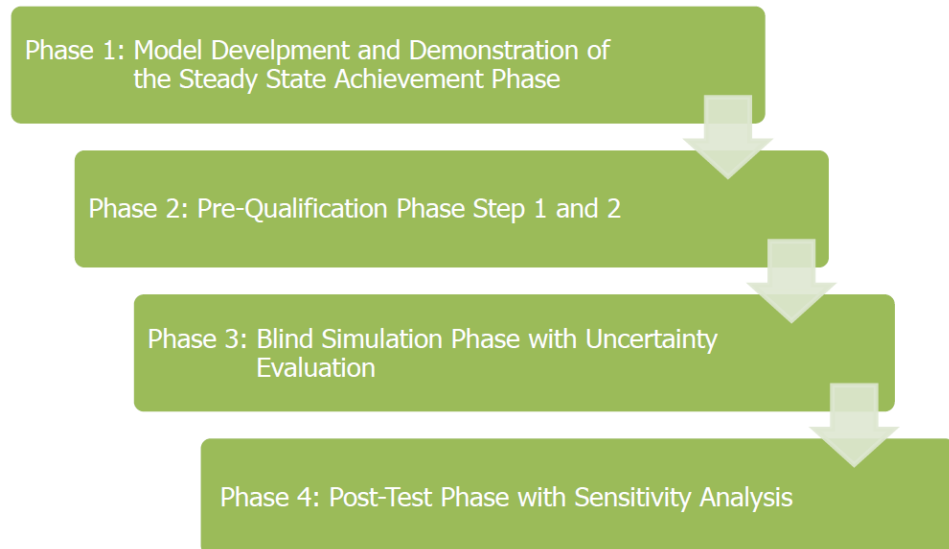 Phase 1: Model Develpment and Demonstration of
the Steady State Achievement Phase
Phase 2: Pre-Qualification Phase Step 1 and 2
Phase 3: Blind Simulation Phase with Uncertainty
Evaluation
Phase 4: Post-Test Phase with Sensitivity Analysis